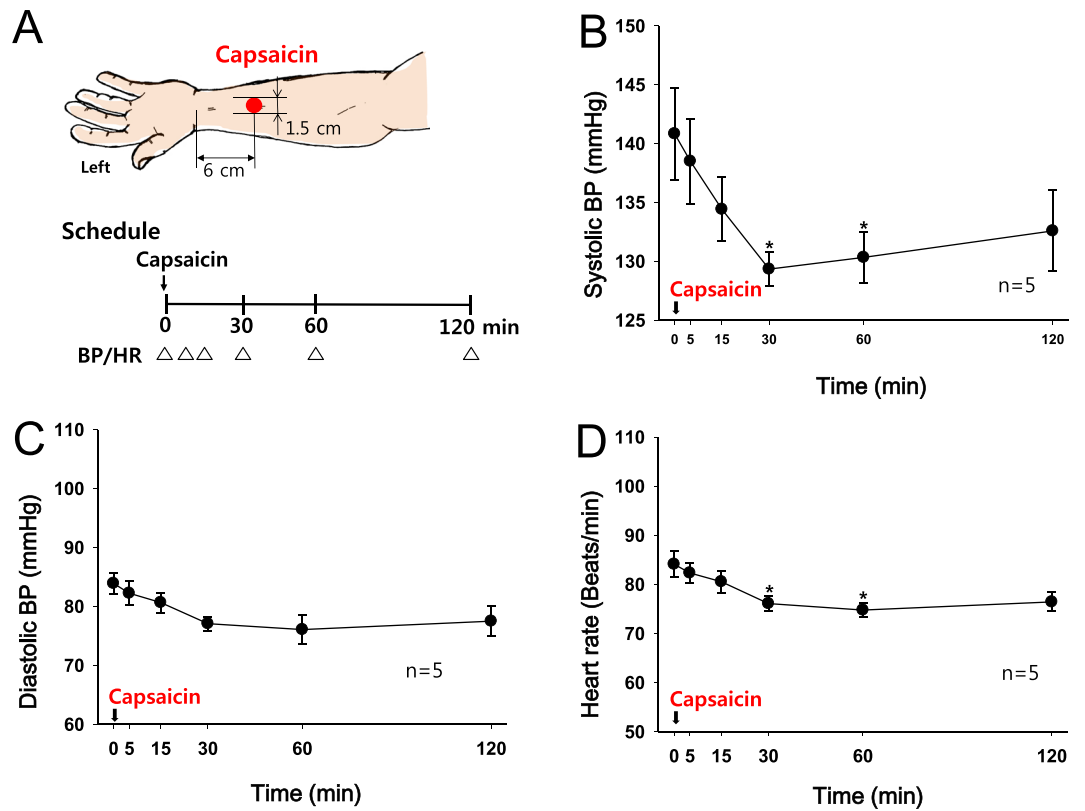 A
Capsaicin
1.5 cm
Left
6 cm
Schedule
Capsaicin
0 30 60 120 min
BP/HR
B
Systolic BP (mmHg)
150
145
140
135
130
125
* *
n=5
Capsaicin
0 5 15 30 60 120
Time (min)
C
Diastolic BP (mmHg)
110
100
90
80
70
60
n=5
Capsaicin
0 5 15 30 60 120
Time (min)
D
Heart rate (Beats/min)
110
100
90
80
70
60
50
* *
n=5
Capsaicin
0 5 15 30 60 120
Time (min)